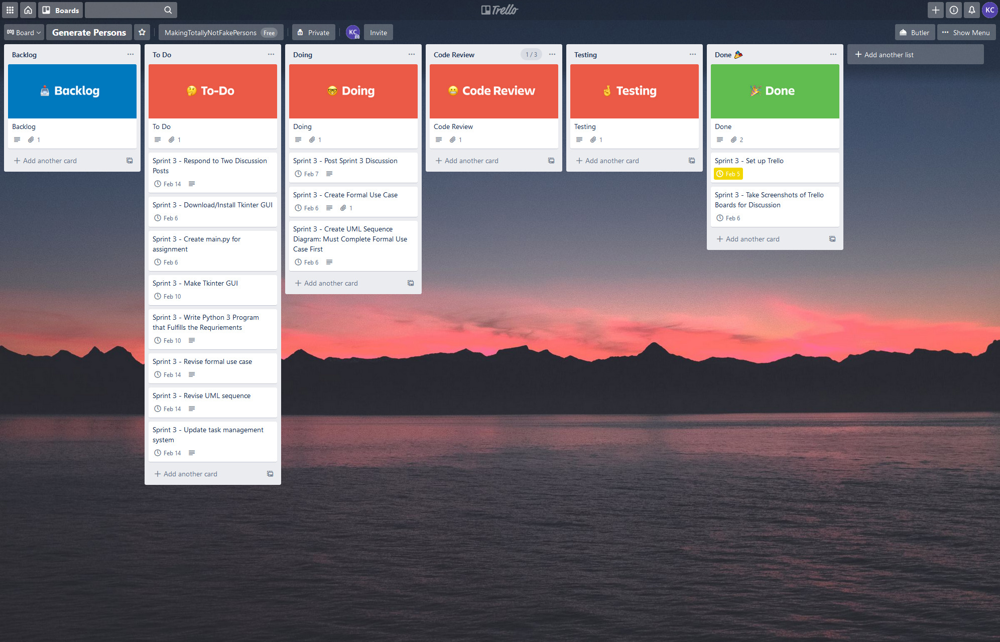 Boards
Trello
KC
Board
Generate Persons
MakingTotallyNotFakePersons Free
Private
KC
Invite
Butler
Show Menu
Backlog
Backlog
Backlog
1
Add another card
To Do
To-Do
To Do
1
Sprint 3 - Respond to Two Discussion
Posts
Feb 14
Sprint 3 - Download/Install Tkinter GUI
Feb 6
Sprint 3 - Create main.py for
assignment
Feb 6
Sprint 3 - Make Tkinter GUI
Feb 10
Sprint 3 - Write Python 3 Program
that Fulfills the Requriements
Feb 10
Sprint 3 - Revise formal use case
Feb 14
Sprint 3 - Revise UML sequence
Feb 14
Sprint 3 - Update task management
system
Feb 14
Add another card
Doing
Doing
Doing
1
Sprint 3 - Post Sprint 3 Discussion
Feb 7
Sprint 3 - Create Formal Use Case
Feb 6 1
Sprint 3 - Create UML Sequence
Diagram: Must Complete Formal Use
Case First
Feb 6
Add another card
Code Review 1 / 3
Code Review
Code Review
1
Add another card
Testing
Testing
Testing
1
Add another card
Done
Done
Done
2
Sprint 3 - Set up Trello
Feb 5
Sprint 3 - Take Screenshots of Trello
Boards for Discussion
Feb 6
Add another card
Add another list